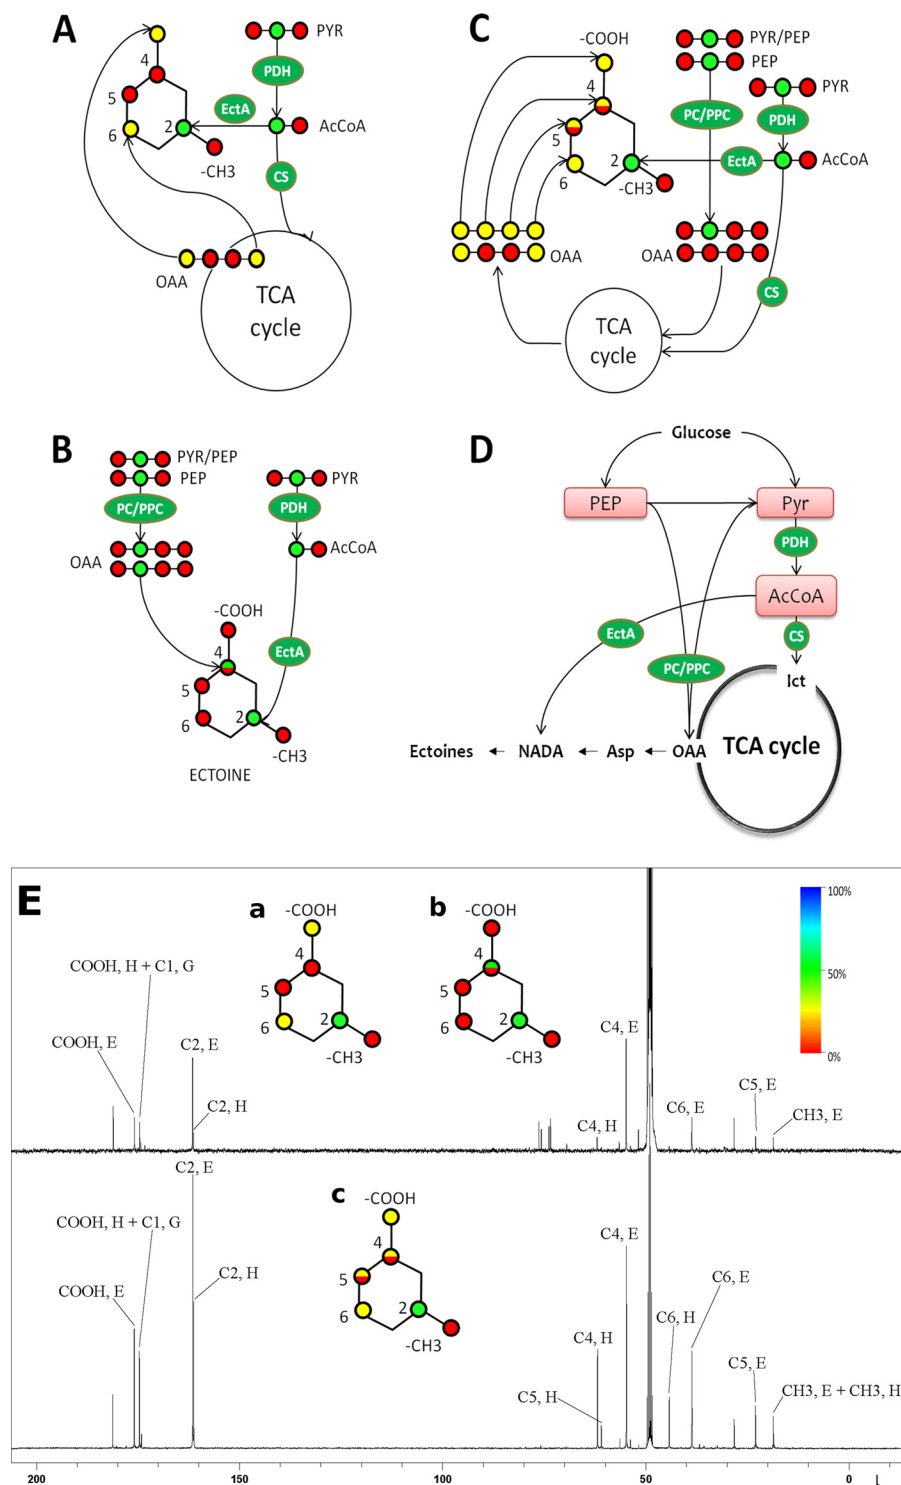 A
4
5
6
2
-CH3
PYR
PDH
EctA
AcCoA
CS
OAA
TCA
cycle
C
-COOH
4
5
6
2
-CH3
PYR/PEP
PEP
PYR
PC/PPC
PDH
EctA
AcCoA
OAA
OAA
CS
TCA
cycle
B
PYR/PEP
PEP
PYR
PC/PPC
PDH
OAA
AcCoA
-COOH
4
5
6
2
EctA
-CH3
ECTOINE
D
Glucose
PEP
Pyr
PDH
AcCoA
EctA
CS
PC/PPC
Ict
Ectoines
NADA
Asp
OAA
TCA cycle
E
a
-COOH
4
5
6
2
-CH3
b
-COOH
4
5
6
2
-CH3
100%
50%
0%
COOH, H + C1, G
COOH, E
C2, E
C2, H
C4, E
C4, H
C6, E
C5, E
CH3, E
C2, E
COOH, H + C1, G
COOH, E
C2, H
c
-COOH
4
5
6
2
-CH3
C4, E
C4, H
C5, H
C6, H
C6, E
C5, E
CH3, E + CH3, H
200
150
100
50
0